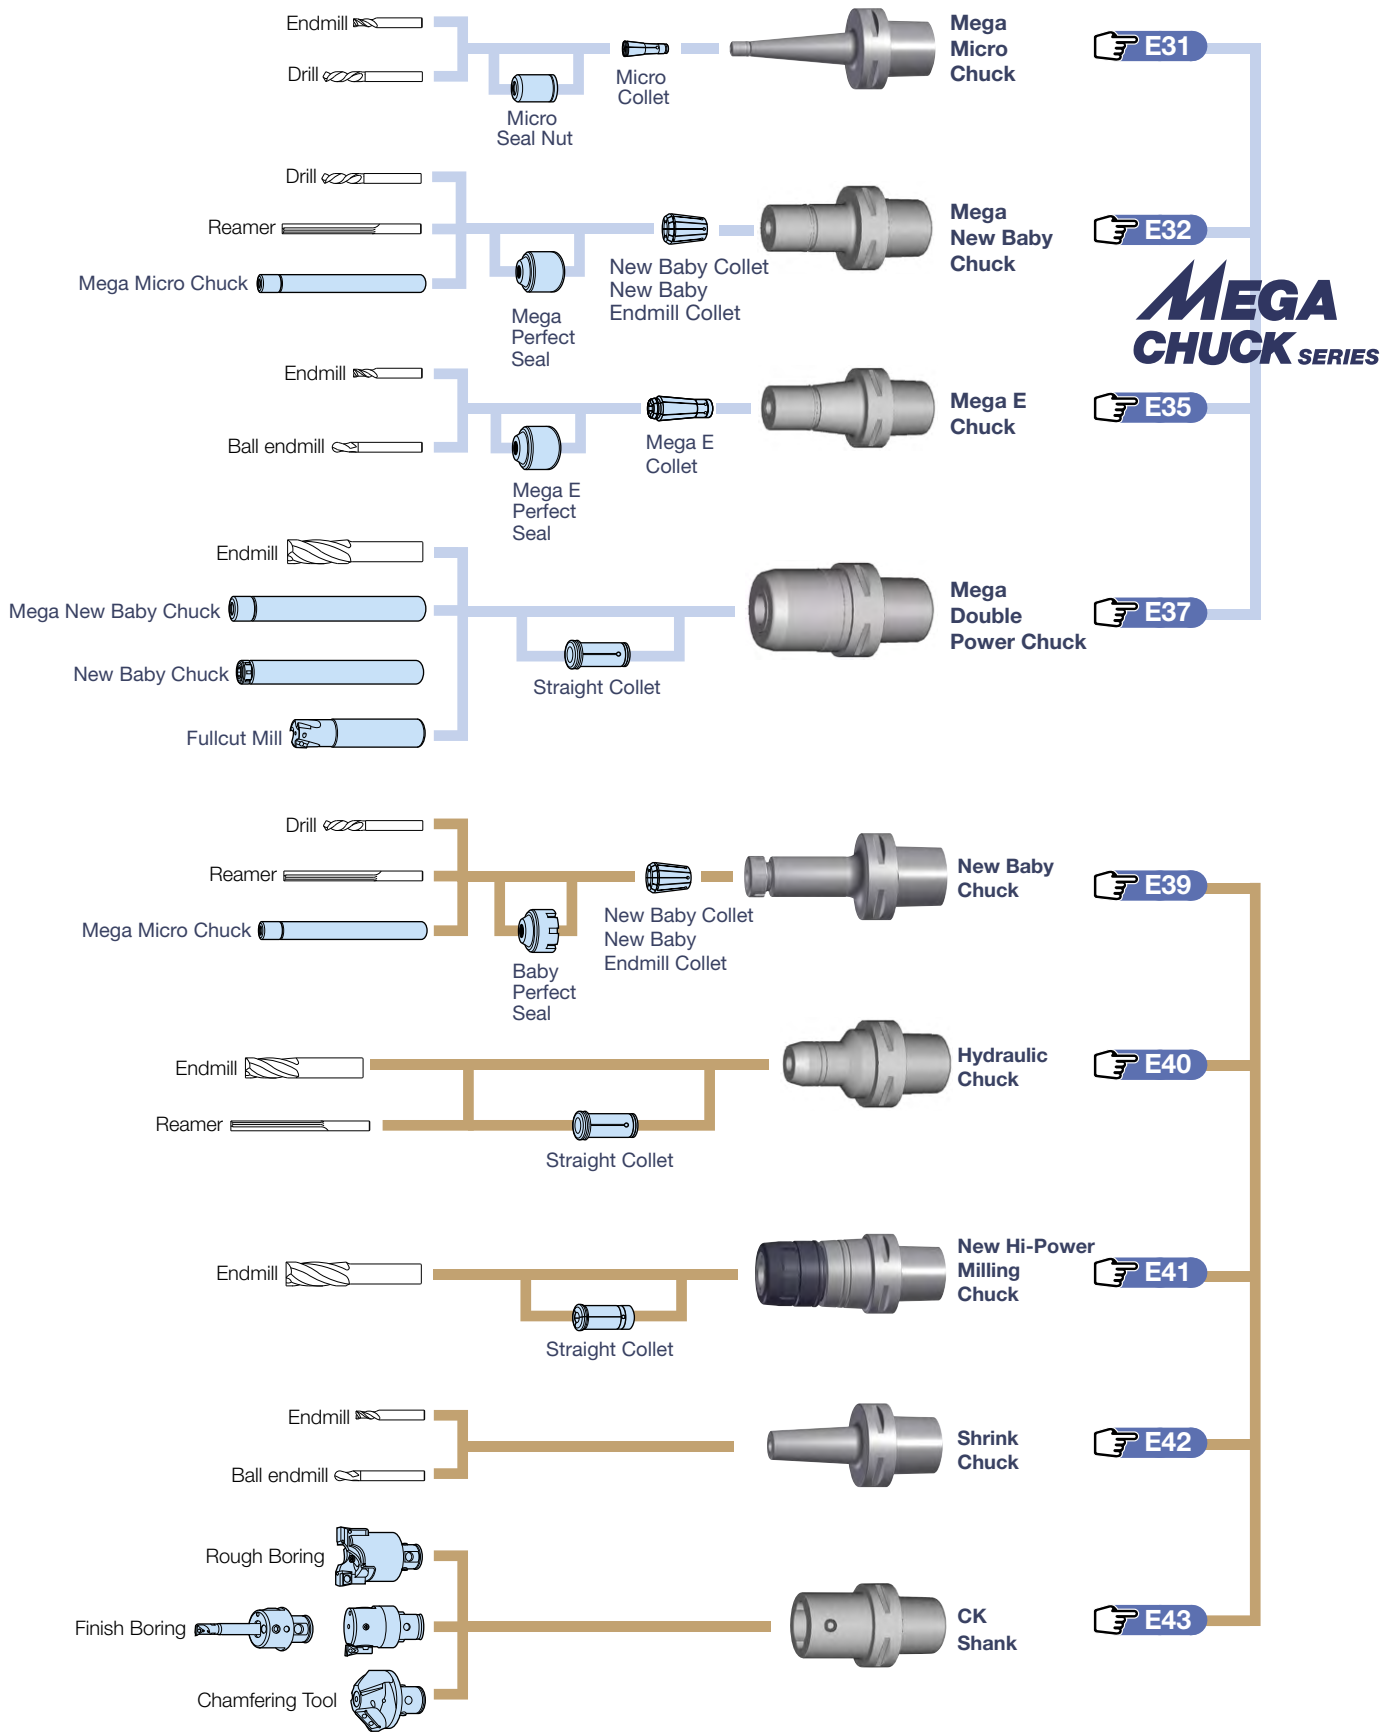 Endmill
Drill
Micro
Seal Nut
Micro
Collet
Mega
Micro
Chuck
E31
Drill
Reamer
Mega Micro Chuck
Mega
Perfect
Seal
New Baby Collet
New Baby
Endmill Collet
Mega
New Baby
Chuck
E32
MEGA
CHUCK SERIES
Endmill
Ball endmill
Mega E
Perfect
Seal
Mega E
Collet
Mega E
Chuck
E35
Endmill
Mega New Baby Chuck
New Baby Chuck
Fullcut Mill
Straight Collet
Mega
Double
Power Chuck
E37
Drill
Reamer
Mega Micro Chuck
Baby
Perfect
Seal
New Baby Collet
New Baby
Endmill Collet
New Baby
Chuck
E39
Endmill
Reamer
Straight Collet
Hydraulic
Chuck
E40
Endmill
Straight Collet
New Hi-Power
Milling
Chuck
E41
Endmill
Ball endmill
Shrink
Chuck
E42
Rough Boring
Finish Boring
Chamfering Tool
CK
Shank
E43